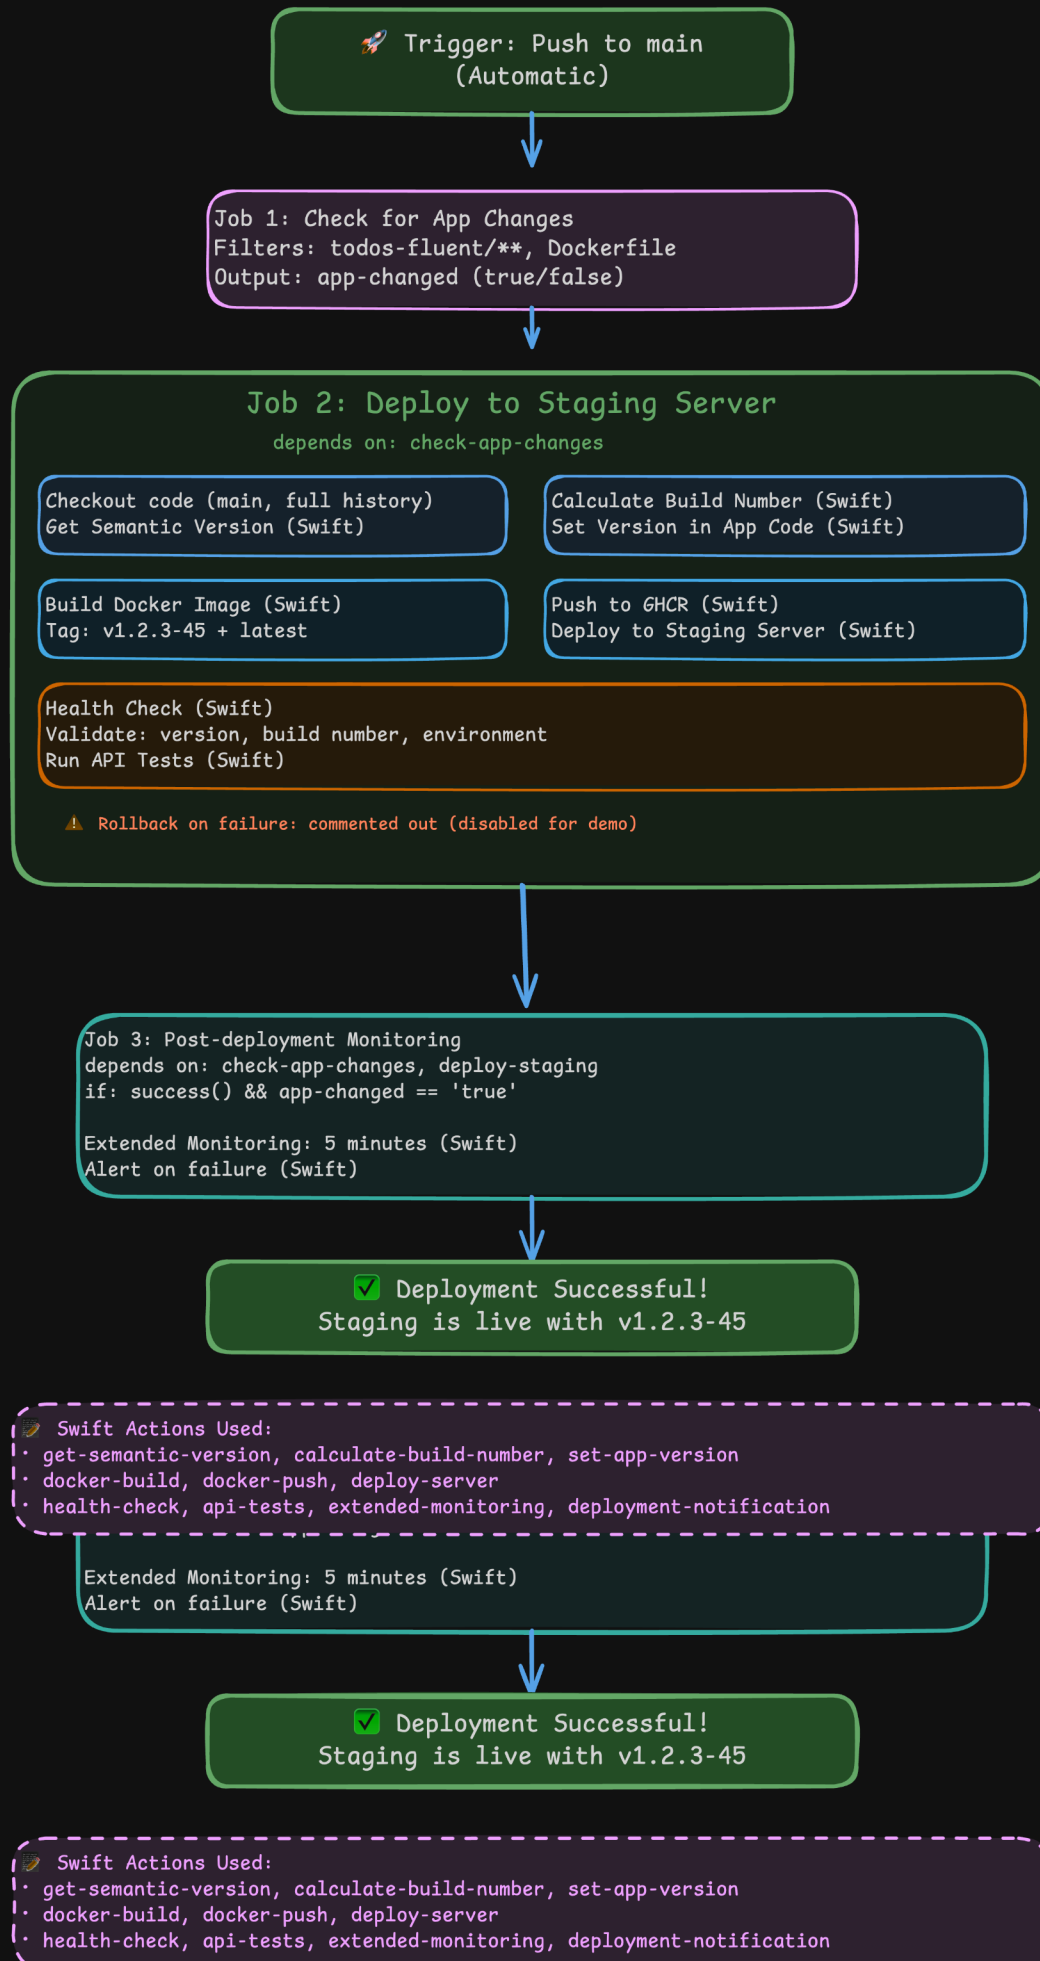 🚀 Trigger: Push to main
(Automatic)
Job 1: Check for App Changes
Filters: todos-fluent/**, Dockerfile
Output: app-changed (true/false)
Job 2: Deploy to Staging Server
depends on: check-app-changes
Checkout code (main, full history)
Get Semantic Version (Swift)
Calculate Build Number (Swift)
Set Version in App Code (Swift)
Build Docker Image (Swift)
Tag: v1.2.3-45 + latest
Push to GHCR (Swift)
Deploy to Staging Server (Swift)
Health Check (Swift)
Validate: version, build number, environment
Run API Tests (Swift)
⚠️ Rollback on failure: commented out (disabled for demo)
Job 3: Post-deployment Monitoring
depends on: check-app-changes, deploy-staging
if: success() && app-changed == 'true'
Extended Monitoring: 5 minutes (Swift)
Alert on failure (Swift)
✅ Deployment Successful!
Staging is live with v1.2.3-45
📝 Swift Actions Used:
• get-semantic-version, calculate-build-number, set-app-version
• docker-build, docker-push, deploy-server
• health-check, api-tests, extended-monitoring, deployment-notification
Extended Monitoring: 5 minutes (Swift)
Alert on failure (Swift)
✅ Deployment Successful!
Staging is live with v1.2.3-45
📝 Swift Actions Used:
• get-semantic-version, calculate-build-number, set-app-version
• docker-build, docker-push, deploy-server
• health-check, api-tests, extended-monitoring, deployment-notification